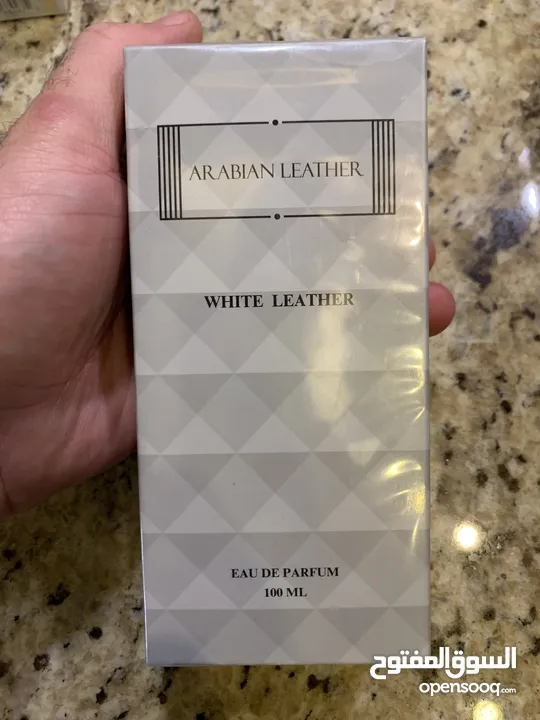 ARABIAN LEATHER
WHITE LEATHER
EAU DE PARFUM
100 ML
السوق المفتوح
opensooq.com